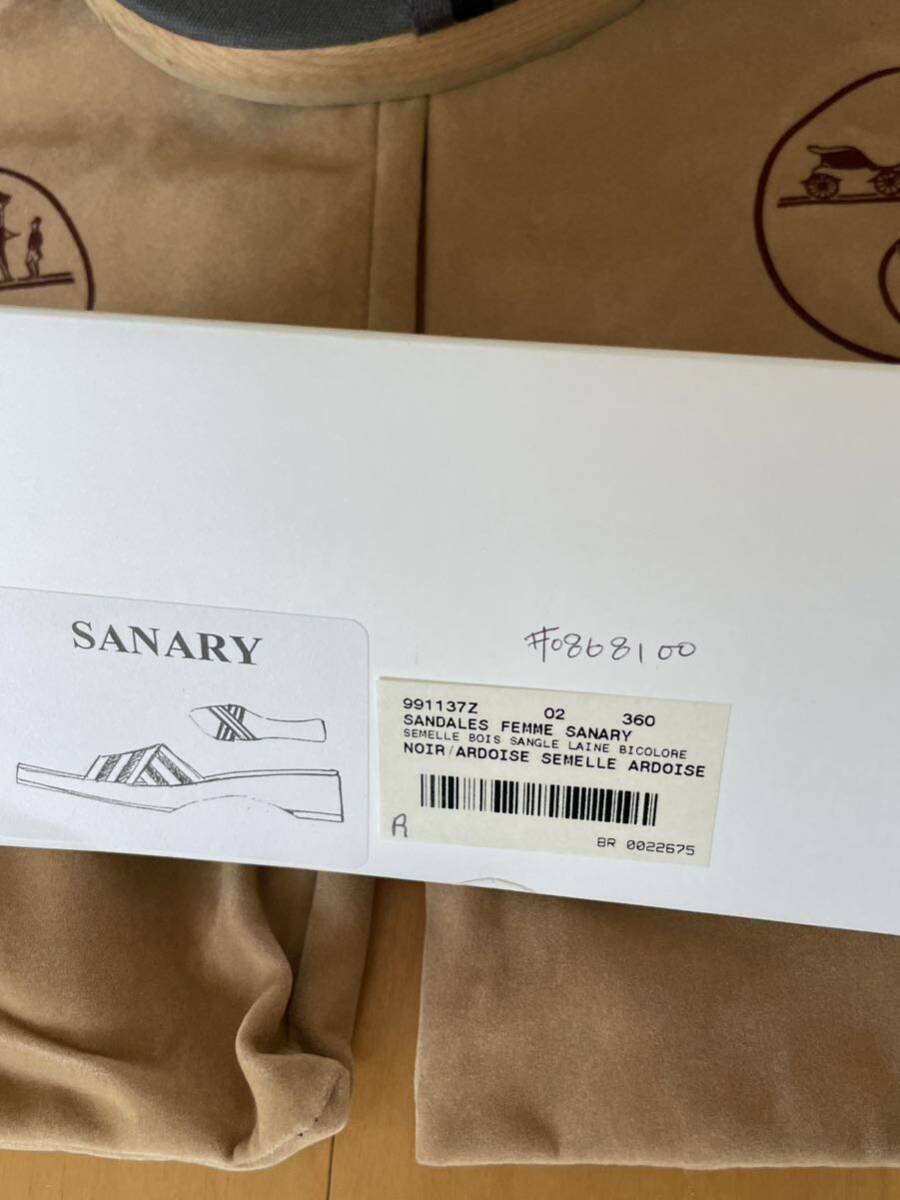 SANARY
#0868100
991137Z 02 360
SANDALES FEMME SANARY
SEMELLE BOIS SANGLE LAINE BICOLORE
NOIR/ARDOISE SEMELLE ARDOISE
R
BR 0022675